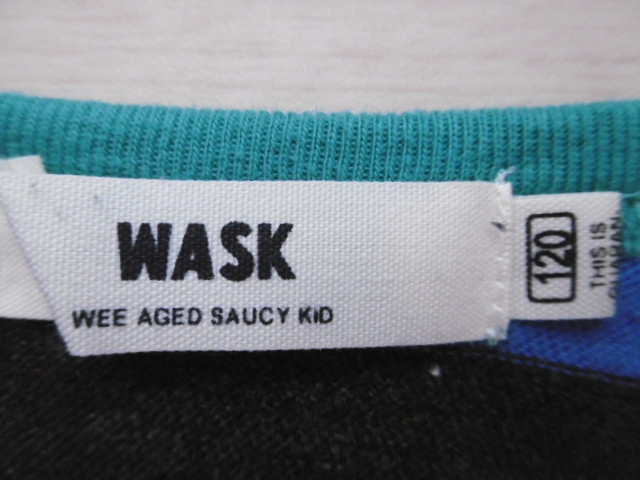 WASK
WEE AGED SAUCY KID
120
THIS IS